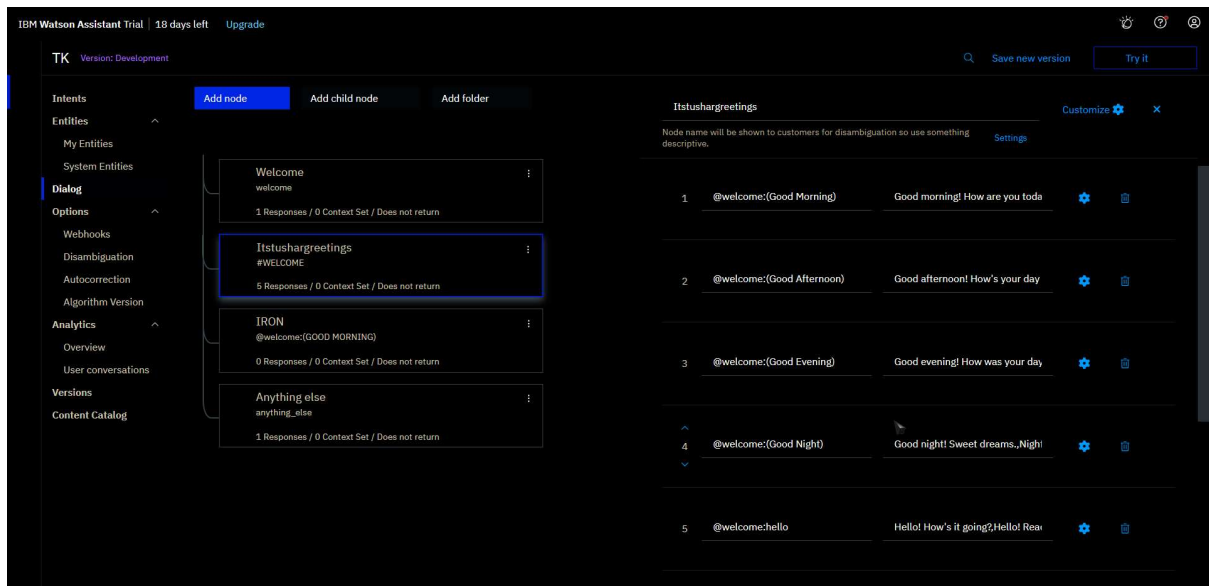 IBM Watson Assistant Trial 18 days left Upgrade
TK Version: Development
Save new version
Try it
Intents
Entities
My Entities
System Entities
Dialog
Options
Webhooks
Disambiguation
Autocorrection
Algorithm Version
Analytics
Overview
User conversations
Versions
Content Catalog
Add node Add child node Add folder
Welcome
welcome
1 Responses / 0 Context Set / Does not return
Itstushargreetings
#WELCOME
5 Responses / 0 Context Set / Does not return
IRON
@welcome:(GOOD MORNING)
0 Responses / 0 Context Set / Does not return
Anything else
anything_else
1 Responses / 0 Context Set / Does not return
Itstushargreetings
Customize
Node name will be shown to customers for disambiguation so use something
descriptive.
Settings
1 @welcome:(Good Morning) Good morning! How are you toda
2 @welcome:(Good Afternoon) Good afternoon! How's your day
3 @welcome:(Good Evening) Good evening! How was your day,
4 @welcome:(Good Night) Good night! Sweet dreams.,Night
5 @welcome:hello Hello! How's it going?,Hello! Rea